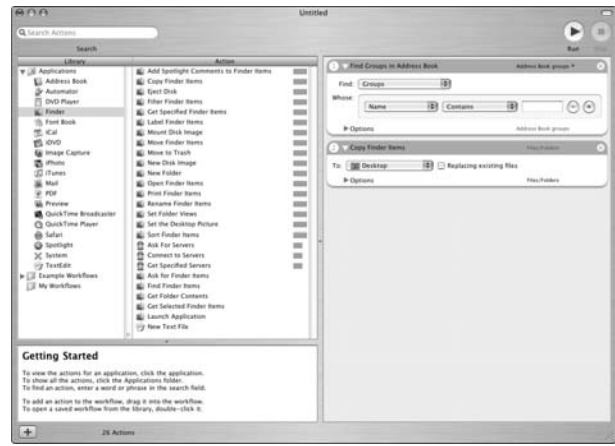 Untitled
Search Actions
Search
Run
Library
Action
Applications
Address Book
Automator
DVD Player
Finder
Font Book
iCal
iDVD
Image Capture
iPhoto
iTunes
Mail
PDF
Preview
QuickTime Broadcaster
QuickTime Player
Safari
Spotlight
System
TextEdit
Example Workflows
My Workflows
Add Spotlight Comments to Finder Items
Copy Finder Items
Eject Disk
Filter Finder Items
Get Specified Finder Items
Label Finder Items
Mount Disk Image
Move Finder Items
Move to Trash
New Disk Image
New Folder
Open Finder Items
Print Finder Items
Rename Finder Items
Set Folder Views
Set the Desktop Picture
Sort Finder Items
Ask For Servers
Connect to Servers
Get Specified Servers
Ask for Finder Items
Find Finder Items
Get Folder Contents
Get Selected Finder Items
Launch Application
New Text File
Getting Started
To view the actions for an application, click the application.
To show all the actions, click the Applications folder.
To find an action, enter a word or phrase in the search field.
To add an action to the workflow, drag it into the workflow.
To open a saved workflow from the library, double-click it.
26 Actions
1 Find Groups in Address Book Address Book groups
Find: Groups
Whose:
Name Contains
Options Address Book groups
2 Copy Finder Items Files/Folders
To: Desktop Replacing existing files
Options Files/Folders